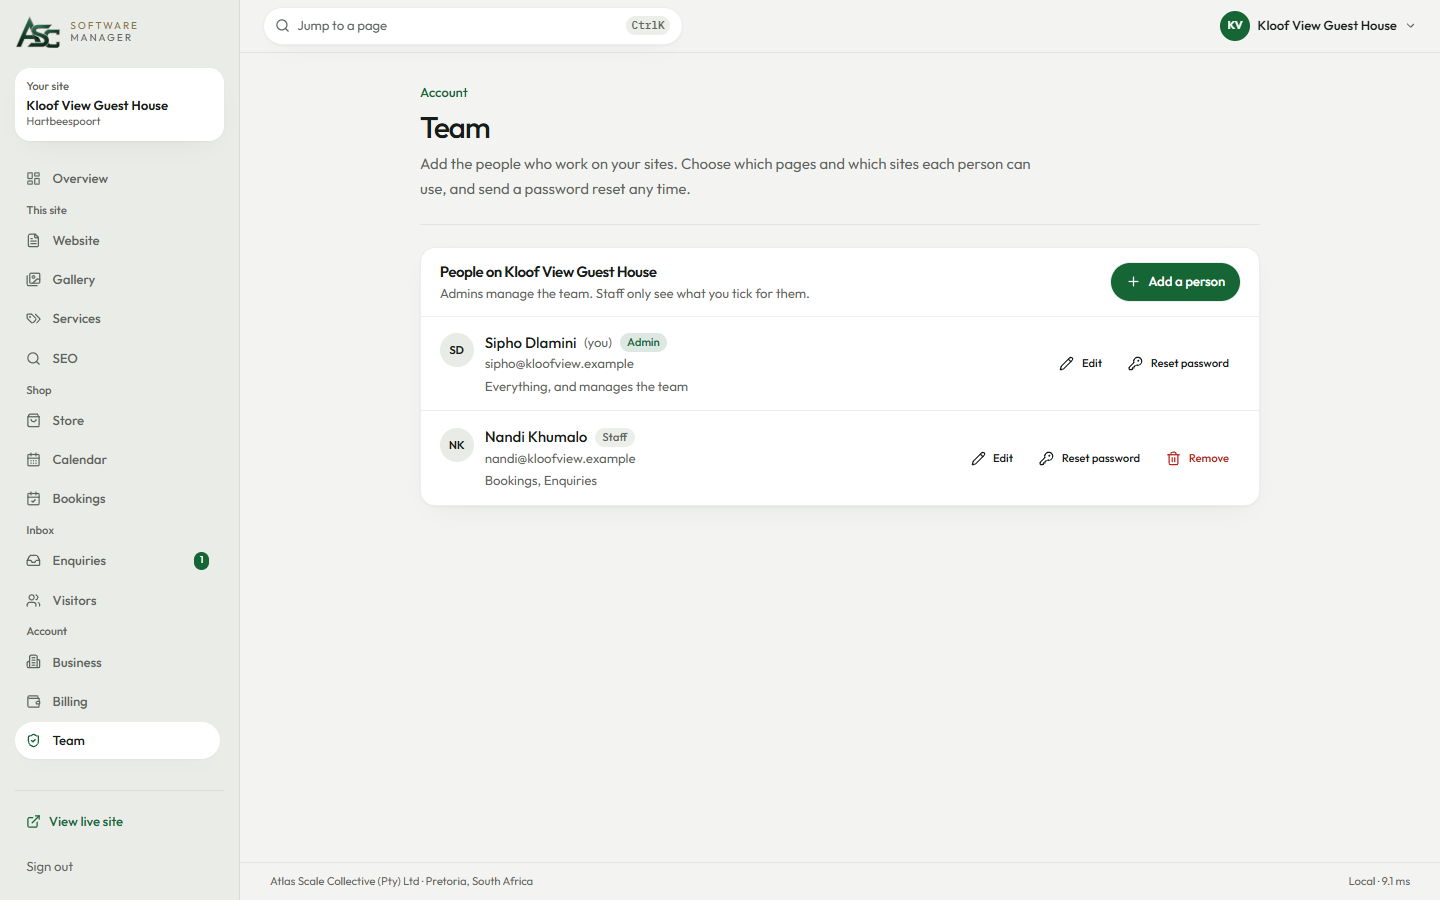 ASC SOFTWARE
MANAGER
Your site
Kloof View Guest House
Hartbeespoort
Overview
This site
Website
Gallery
Services
SEO
Shop
Store
Calendar
Bookings
Inbox
Enquiries 1
Visitors
Account
Business
Billing
Team
View live site
Sign out
Jump to a page CtrlK
KV Kloof View Guest House
Account
Team
Add the people who work on your sites. Choose which pages and which sites each person can
use, and send a password reset any time.
People on Kloof View Guest House
Admins manage the team. Staff only see what you tick for them.
Add a person
SD Sipho Dlamini (you) Admin
sipho@kloofview.example
Everything, and manages the team
Edit Reset password
NK Nandi Khumalo Staff
nandi@kloofview.example
Bookings, Enquiries
Edit Reset password Remove
Atlas Scale Collective (Pty) Ltd · Pretoria, South Africa
Local · 9.1 ms